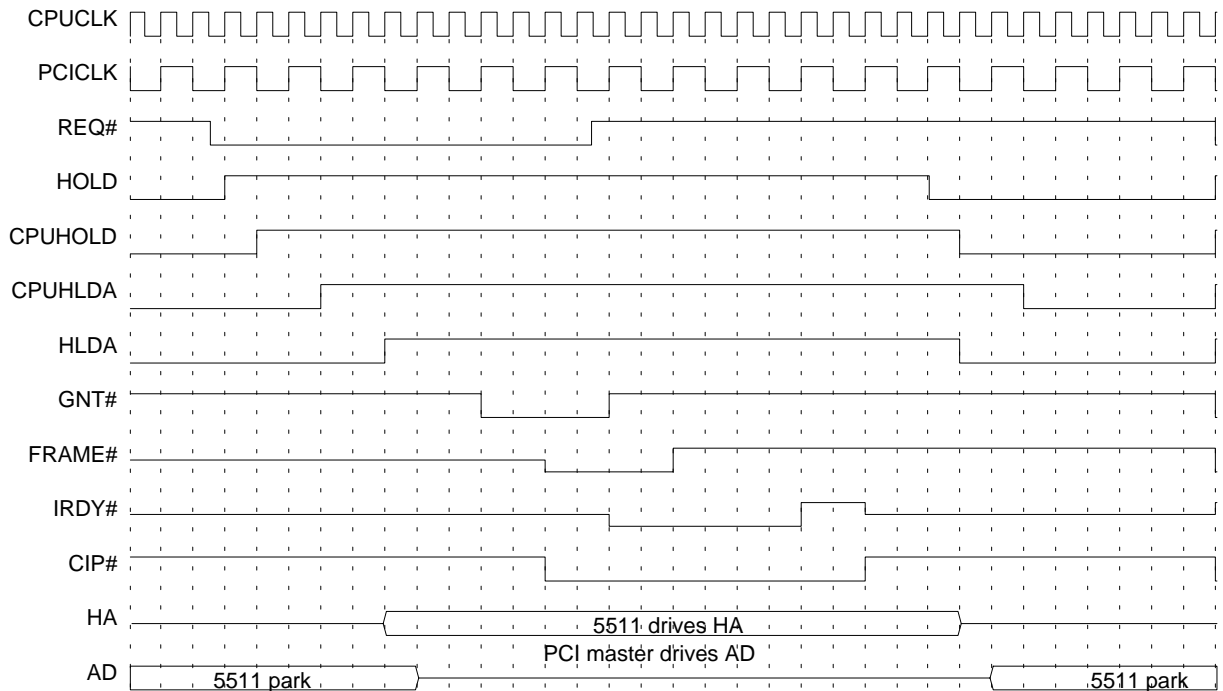 CPUCLK
PCICLK
REQ#
HOLD
CPUHOLD
CPUHLDA
HLDA
GNT#
FRAME#
IRDY#
CIP#
HA
5511 drives HA
PCI master drives AD
AD
5511 park
5511 park